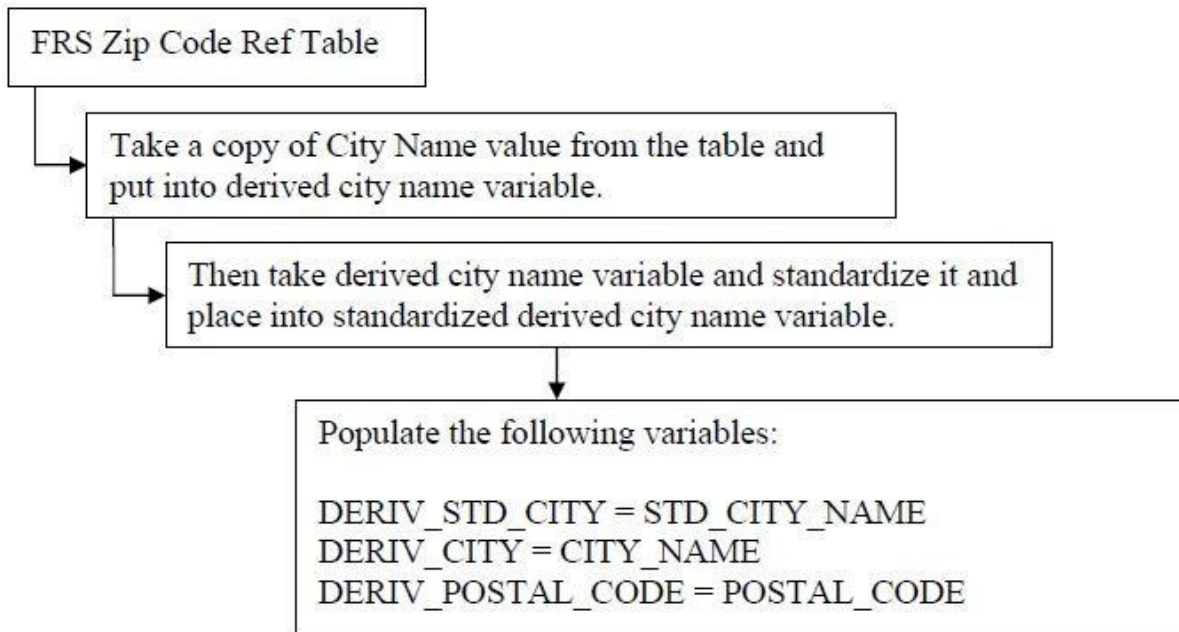 FRS Zip Code Ref Table
Take a copy of City Name value from the table and
put into derived city name variable.
Then take derived city name variable and standardize it and
place into standardized derived city name variable.
Populate the following variables:
DERIV_STD_CITY = STD_CITY_NAME
DERIV_CITY = CITY_NAME
DERIV_POSTAL_CODE = POSTAL_CODE